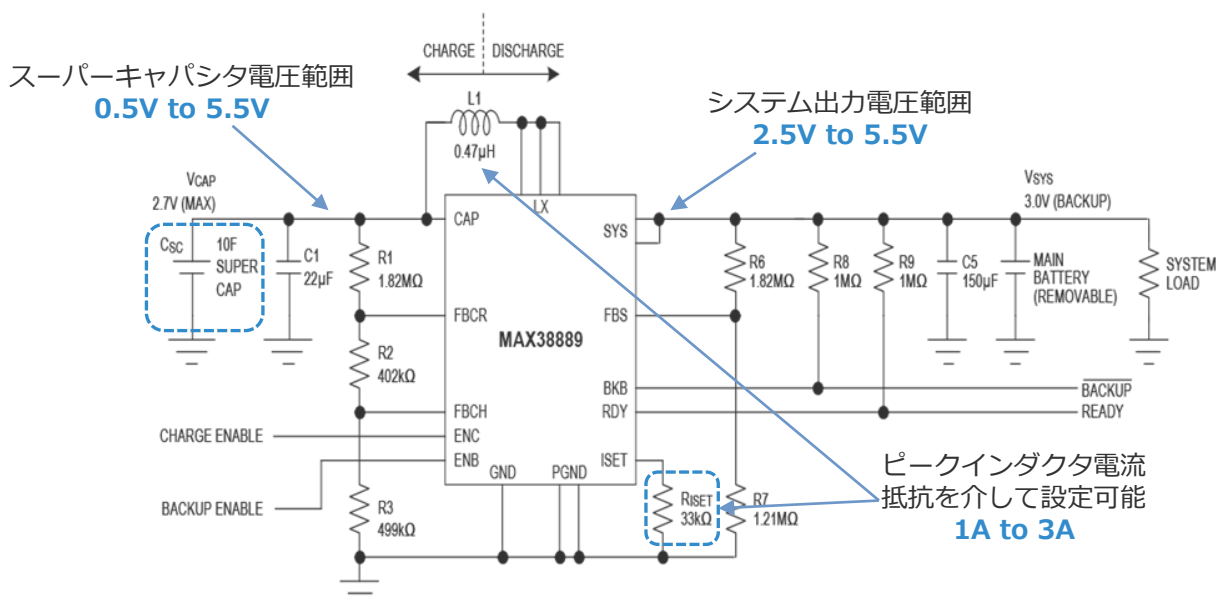 CHARGE
DISCHARGE
スーパーキャパシタ電圧範囲
0.5V to 5.5V
L1
0.47µH
システム出力電圧範囲
2.5V to 5.5V
VCAP
2.7V (MAX)
VSYS
3.0V (BACKUP)
CAP
LX
SYS
CSC
10F
SUPER
CAP
C1
22µF
R1
1.82MΩ
R6
1.82MΩ
R8
1MΩ
R9
1MΩ
C5
150µF
MAIN
BATTERY
(REMOVABLE)
SYSTEM
LOAD
FBCR
FBS
MAX38889
R2
402kΩ
BKB
BACKUP
RDY
READY
FBCH
CHARGE ENABLE
ENC
ENB
GND
PGND
ISET
BACKUP ENABLE
R3
499kΩ
RISET
33kΩ
R7
1.21MΩ
ピークインダクタ電流
抵抗を介して設定可能
1A to 3A